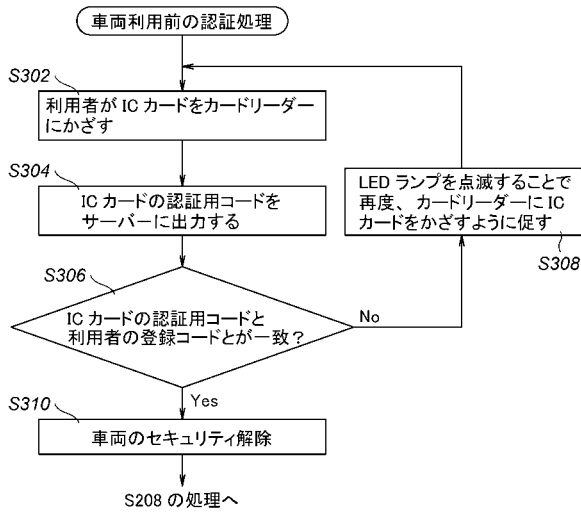 車両利用前の認証処理
S302
利用者が IC カードをカードリーダー
にかざす
S304
IC カードの認証用コードを
サーバーに出力する
LED ランプを点滅することで
再度、カードリーダーに IC
カードをかざすように促す
S308
S306
IC カードの認証用コードと
利用者の登録コードとが一致?
No
Yes
S310
車両のセキュリティ解除
S208 の処理へ